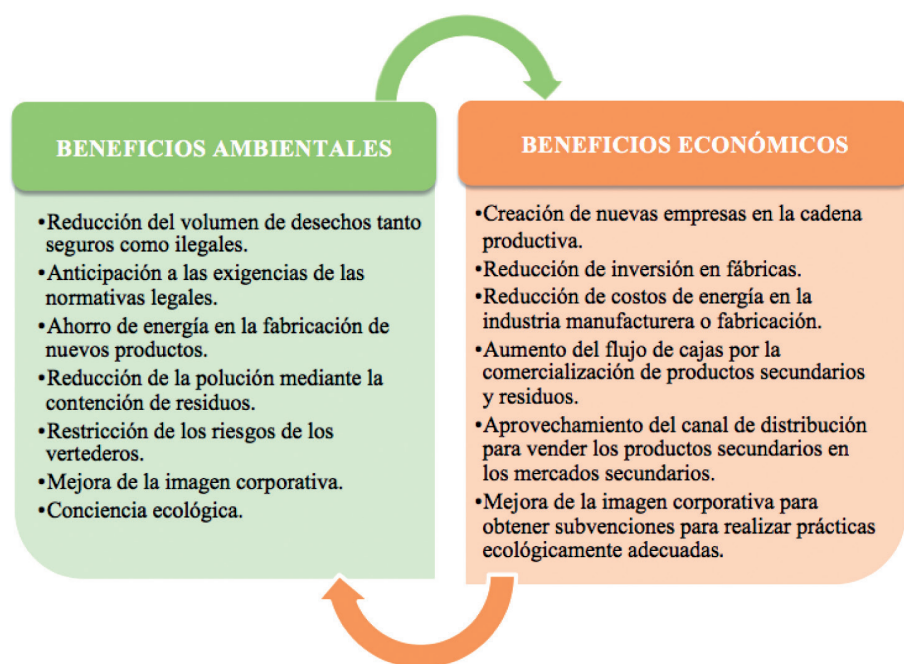 BENEFICIOS AMBIENTALES
•Reducción del volumen de desechos tanto
seguros como ilegales.
•Anticipación a las exigencias de las
normativas legales.
•Ahorro de energía en la fabricación de
nuevos productos.
•Reducción de la polución mediante la
contención de residuos.
•Restricción de los riesgos de los
vertederos.
•Mejora de la imagen corporativa.
•Conciencia ecológica.
BENEFICIOS ECONÓMICOS
•Creación de nuevas empresas en la cadena
productiva.
•Reducción de inversión en fábricas.
•Reducción de costos de energía en la
industria manufacturera o fabricación.
•Aumento del flujo de cajas por la
comercialización de productos secundarios
y residuos.
•Aprovechamiento del canal de distribución
para vender los productos secundarios en
los mercados secundarios.
•Mejora de la imagen corporativa para
obtener subvenciones para realizar prácticas
ecológicamente adecuadas.